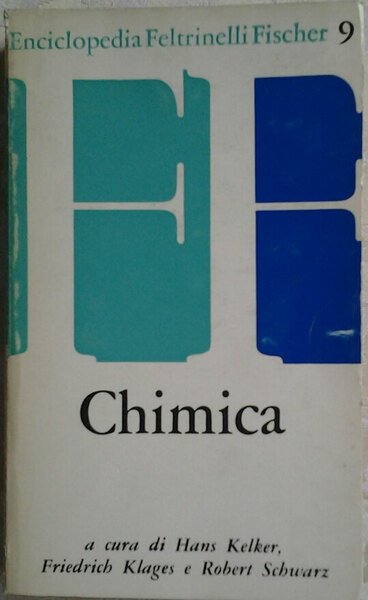 Enciclopedia Feltrinelli Fischer 9
Chimica
a cura di Hans Kelker,
Friedrich Klages e Robert Schwarz